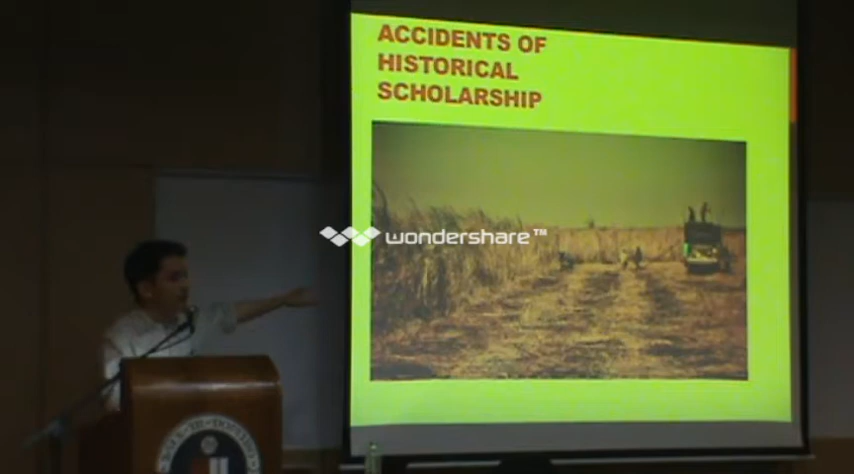 ACCIDENTS OF
HISTORICAL
SCHOLARSHIP
wondershare™